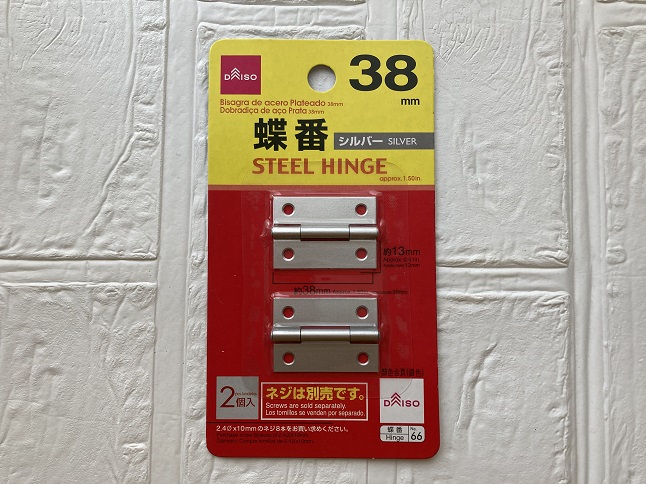 DAISO
38
mm
Bisagra de acero Plateado 38mm
Dobradiça de aço Prata 38mm
蝶番
シルバー SILVER
STEEL HINGE
approx.1.50in.
約13mm
約38mm
2個入
ネジは別売です。
Screws are sold separately.
Los tornillos se venden por separado.
2.4Ø×10mmのネジ8本をお買い求めください。
DAISO
蝶番
Hinge
No.
66